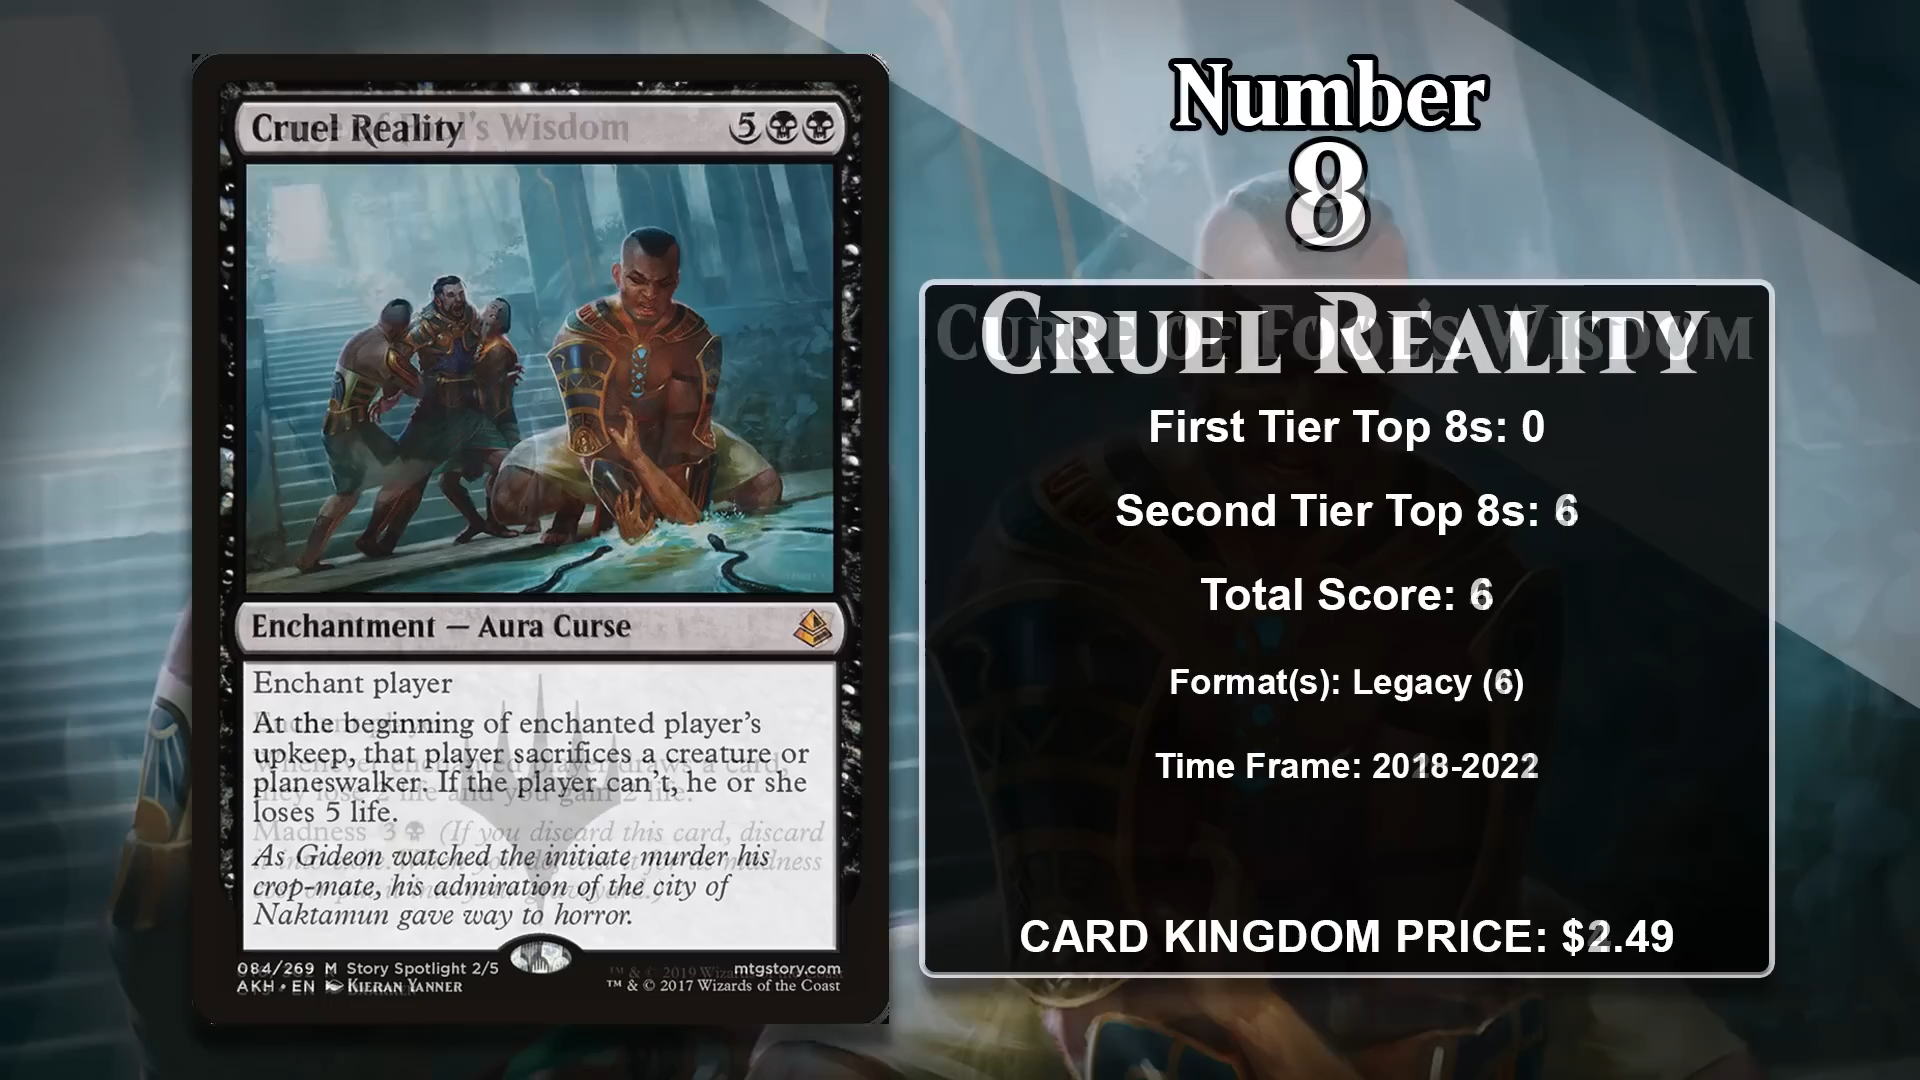 Cruel Reality 5
Enchantment — Aura Curse
Enchant player
At the beginning of enchanted player's
upkeep, that player sacrifices a creature or
planeswalker. If the player can't, he or she
loses 5 life.
As Gideon watched the initiate murder his
crop-mate, his admiration of the city of
Naktamun gave way to horror.
084/269 M Story Spotlight 2/5
AKH • EN Kieran Yanner
mtgstory.com
™ & © 2017 Wizards of the Coast
Number
8
Cruel Reality
Curse of Fool's Wisdom
First Tier Top 8s: 0
Second Tier Top 8s: 6
Total Score: 6
Format(s): Legacy (6)
Time Frame: 2018-2022
CARD KINGDOM PRICE: $2.49